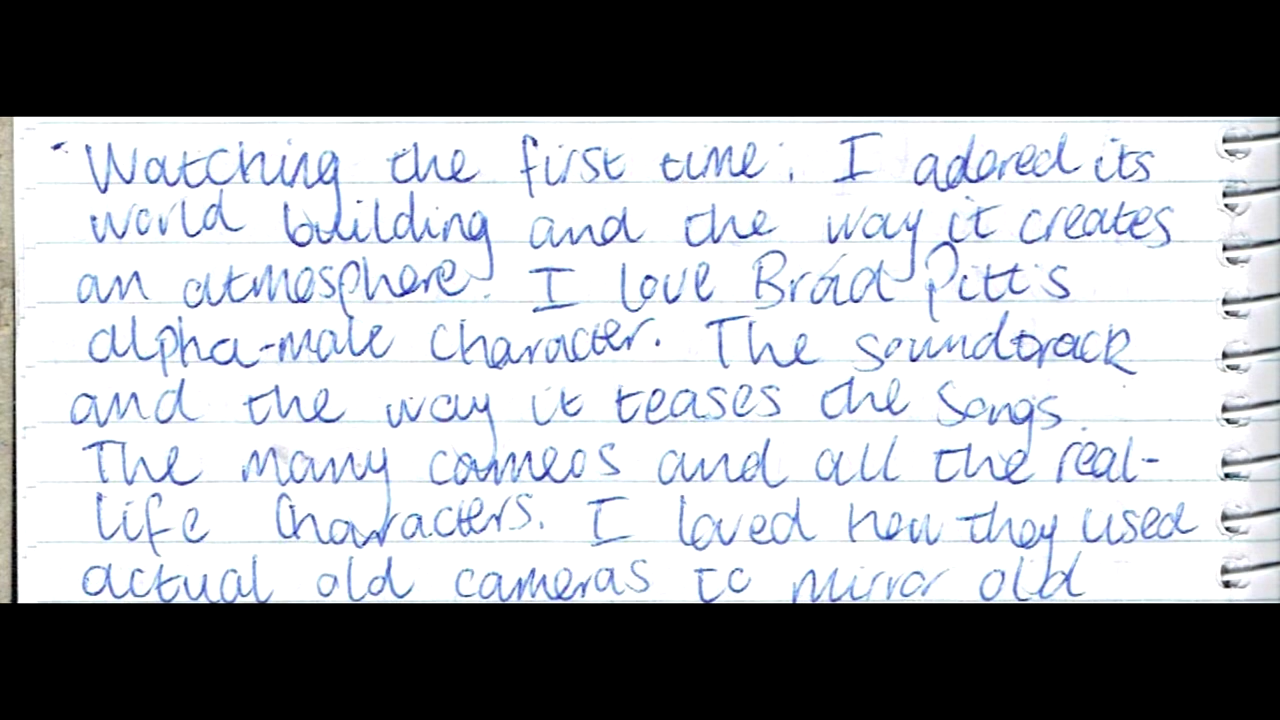 Watching the first time. I adored its
world building and the way it creates
an atmosphere. I love Brad Pitt's
alpha-male character. The soundtrack
and the way it teases the songs.
The many cameos and all the real-
life characters. I loved how they used
actual old cameras to mirror old